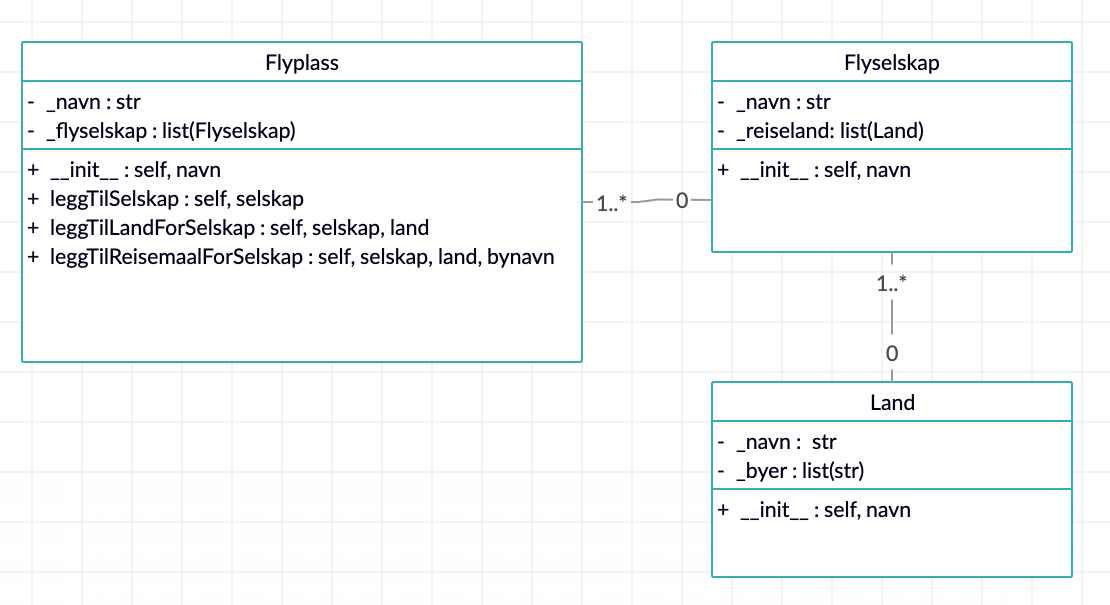 Flyplass
- _navn : str
- _flyselskap : list(Flyselskap)
+ __init__ : self, navn
+ leggTilSelskap : self, selskap
+ leggTilLandForSelskap : self, selskap, land
+ leggTilReisemaalForSelskap : self, selskap, land, bynavn
1..*
0
Flyselskap
- _navn : str
- _reiseland: list(Land)
+ __init__ : self, navn
1..*
0
Land
- _navn : str
- _byer : list(str)
+ __init__ : self, navn